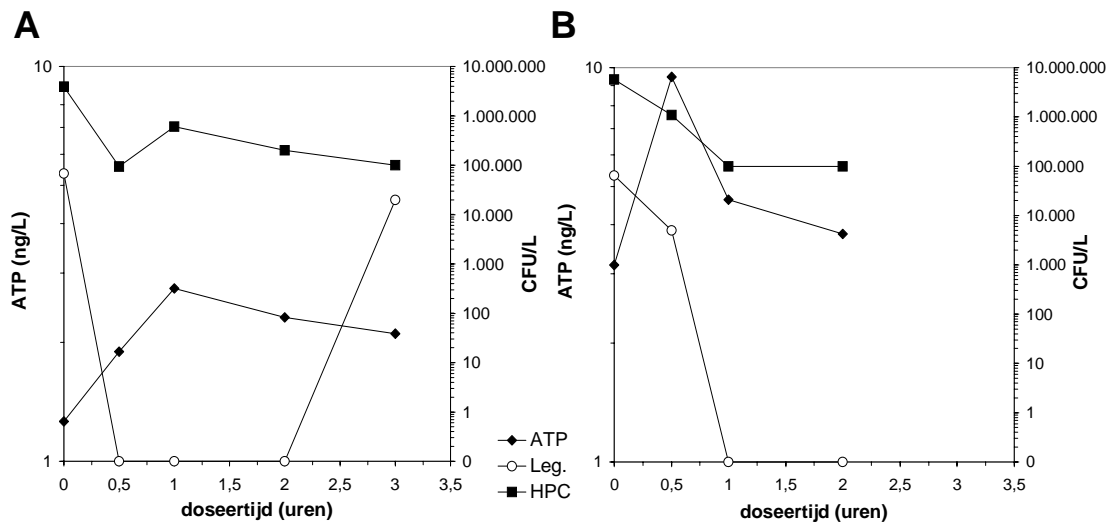 A
10
1
ATP (ng/L)
10.000.000
1.000.000
100.000
10.000
1.000
100
10
1
0
CFU/L
0 0,5 1 1,5 2 2,5 3 3,5
doseertijd (uren)
ATP
Leg.
HPC
B
10
1
ATP (ng/L)
10.000.000
1.000.000
100.000
10.000
1.000
100
10
1
0
CFU/L
0 0,5 1 1,5 2 2,5 3 3,5
doseertijd (uren)